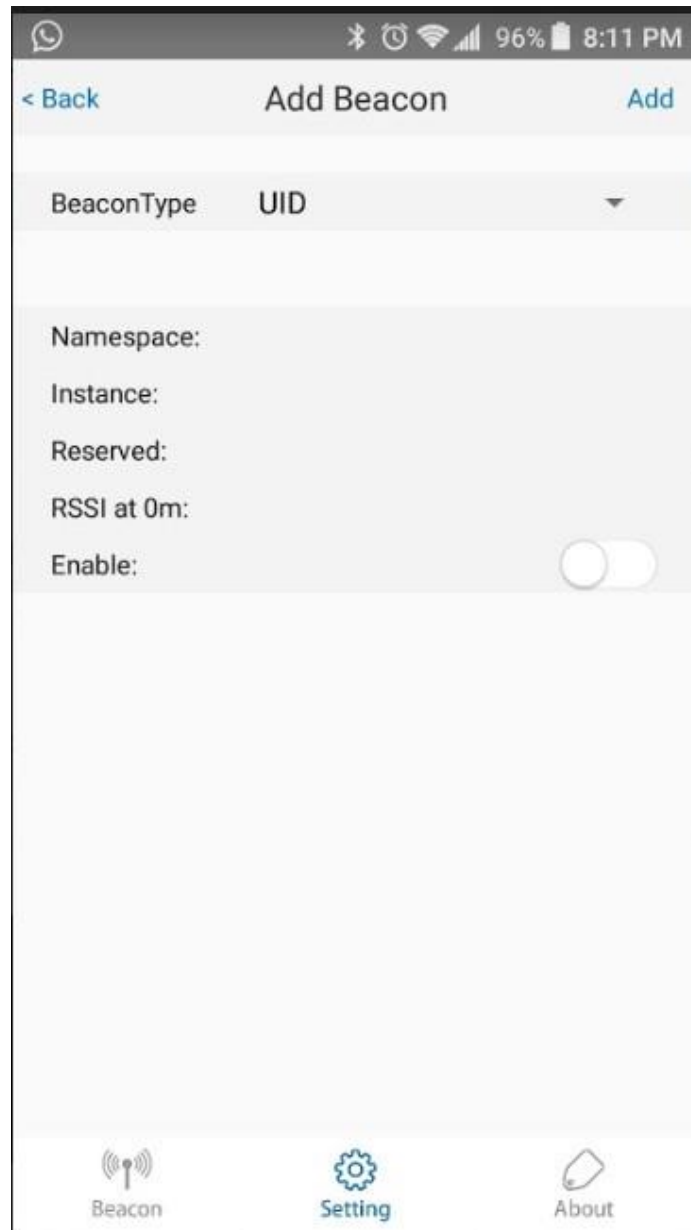 96% 8:11 PM
< Back Add Beacon Add
BeaconType UID
Namespace:
Instance:
Reserved:
RSSI at 0m:
Enable:
Beacon Setting About